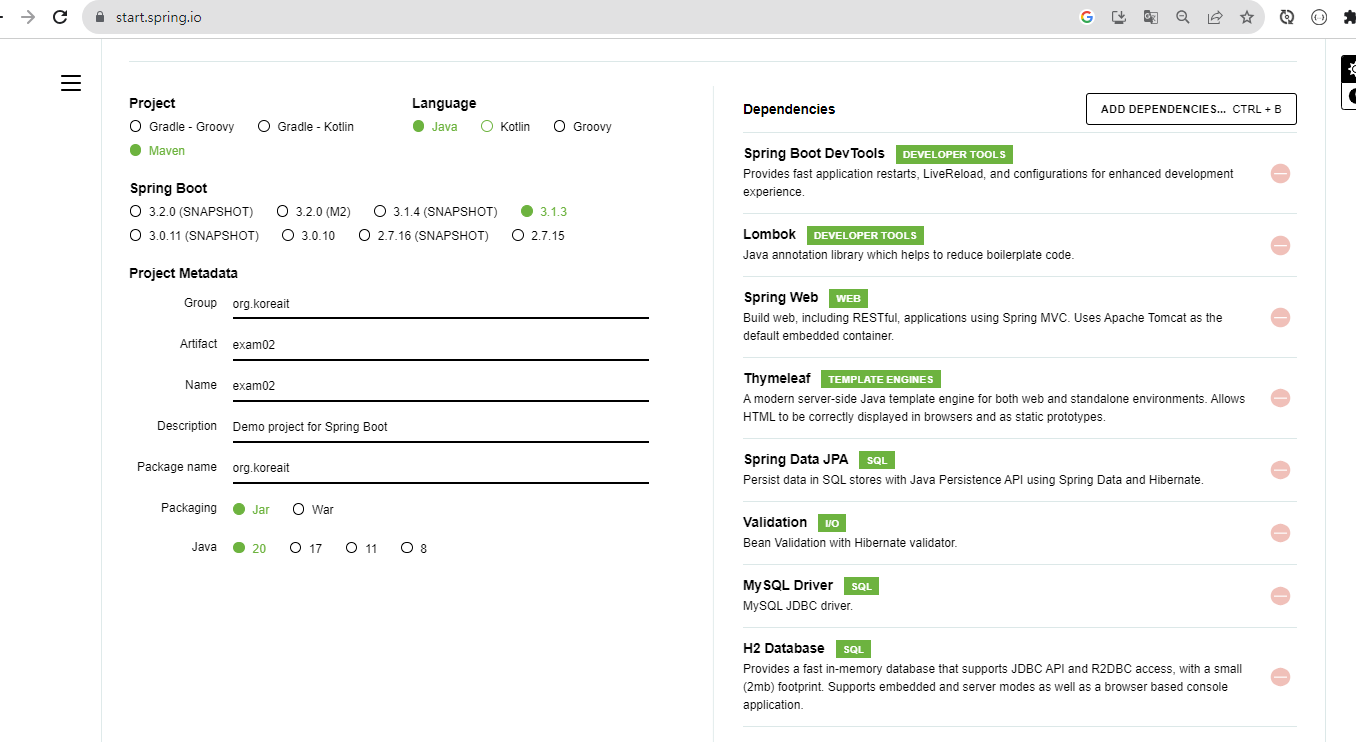 start.spring.io
Project
Gradle - Groovy Gradle - Kotlin
Maven
Language
Java Kotlin Groovy
Spring Boot
3.2.0 (SNAPSHOT) 3.2.0 (M2) 3.1.4 (SNAPSHOT) 3.1.3
3.0.11 (SNAPSHOT) 3.0.10 2.7.16 (SNAPSHOT) 2.7.15
Project Metadata
Group org.koreait
Artifact exam02
Name exam02
Description Demo project for Spring Boot
Package name org.koreait
Packaging Jar War
Java 20 17 11 8
Dependencies ADD DEPENDENCIES... CTRL + B
Spring Boot DevTools DEVELOPER TOOLS
Provides fast application restarts, LiveReload, and configurations for enhanced development
experience.
Lombok DEVELOPER TOOLS
Java annotation library which helps to reduce boilerplate code.
Spring Web WEB
Build web, including RESTful, applications using Spring MVC. Uses Apache Tomcat as the
default embedded container.
Thymeleaf TEMPLATE ENGINES
A modern server-side Java template engine for both web and standalone environments. Allows
HTML to be correctly displayed in browsers and as static prototypes.
Spring Data JPA SQL
Persist data in SQL stores with Java Persistence API using Spring Data and Hibernate.
Validation I/O
Bean Validation with Hibernate validator.
MySQL Driver SQL
MySQL JDBC driver.
H2 Database SQL
Provides a fast in-memory database that supports JDBC API and R2DBC access, with a small
(2mb) footprint. Supports embedded and server modes as well as a browser based console
application.